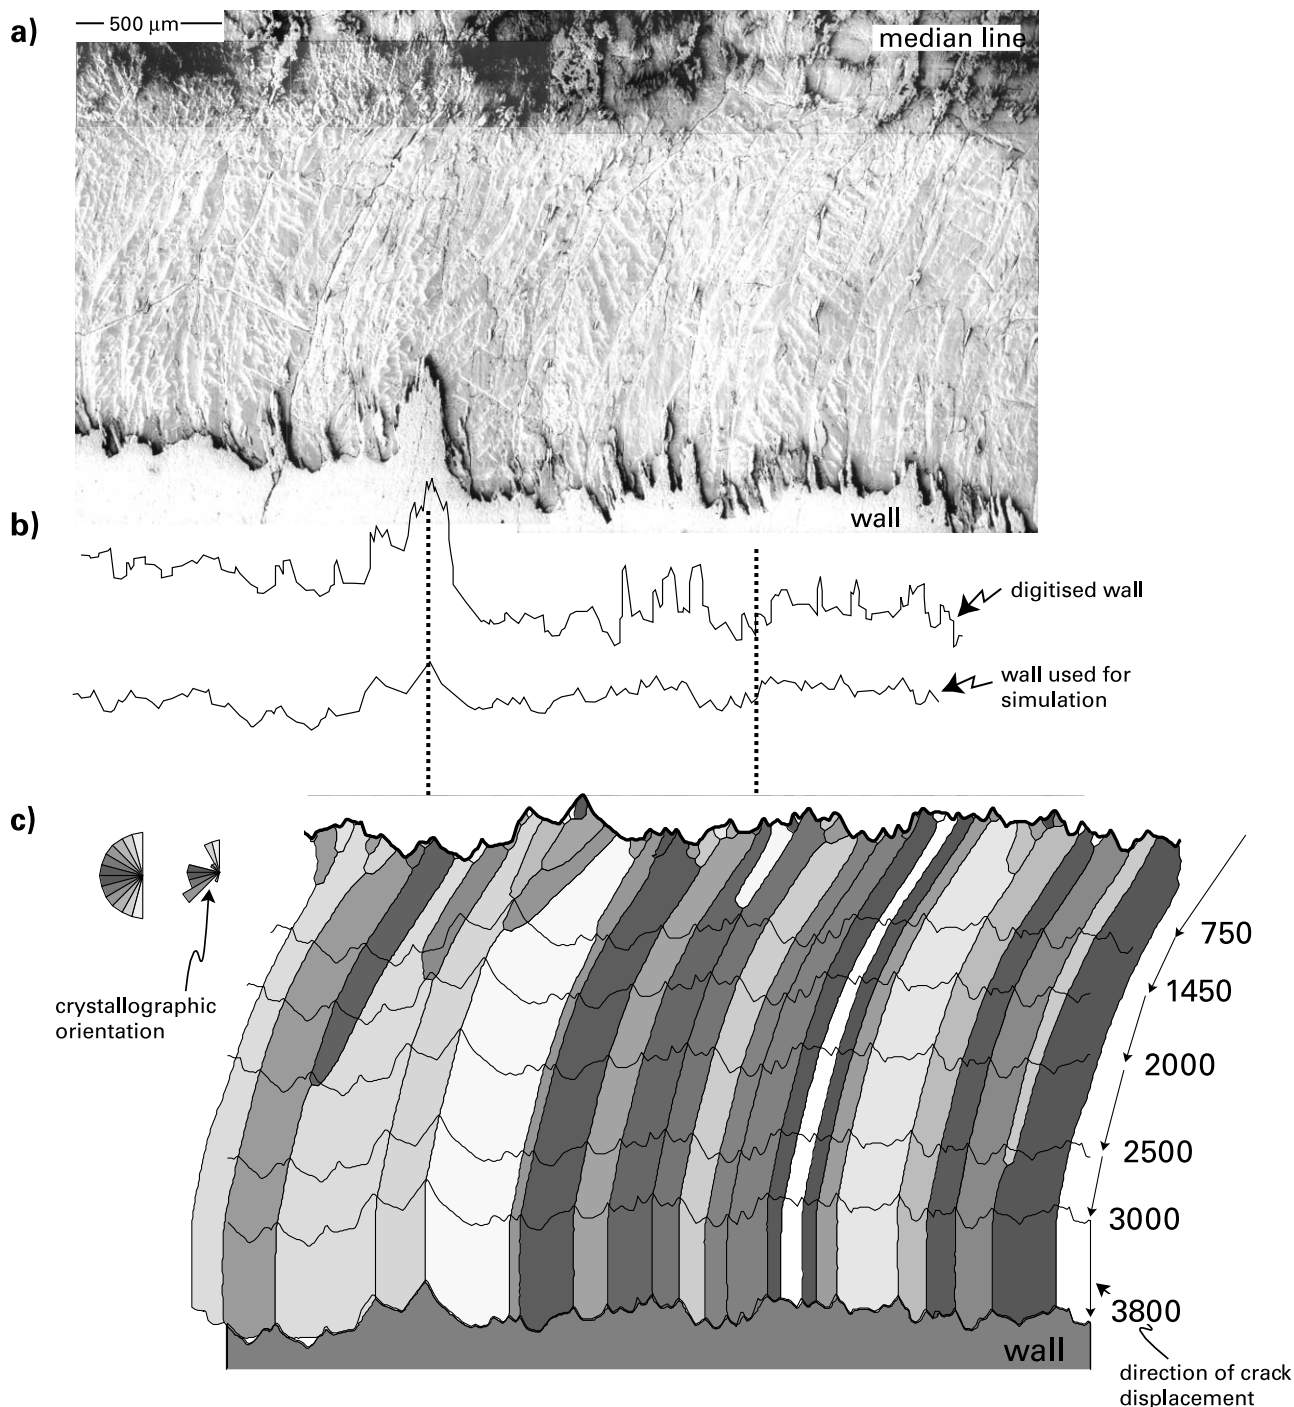 a)
500 μm
median line
wall
b)
digitised wall
wall used for
simulation
c)
crystallographic
orientation
750
1450
2000
2500
3000
3800
wall
direction of crack
displacement